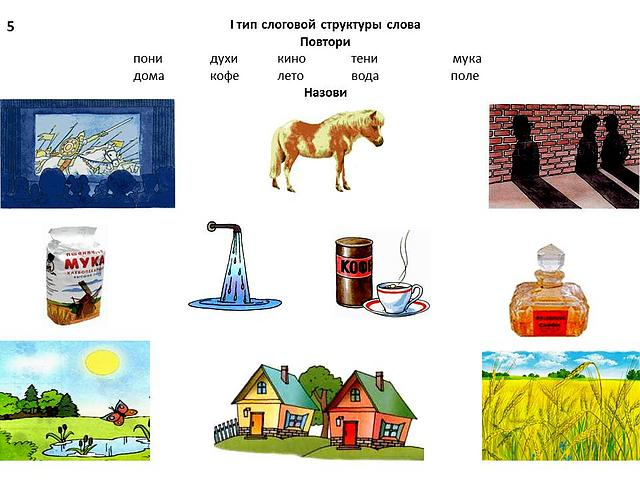 5
I тип слоговой структуры слова
Повтори
пони духи кино тени мука
дома кофе лето вода поле
Назови
МУКА
КОФЕ